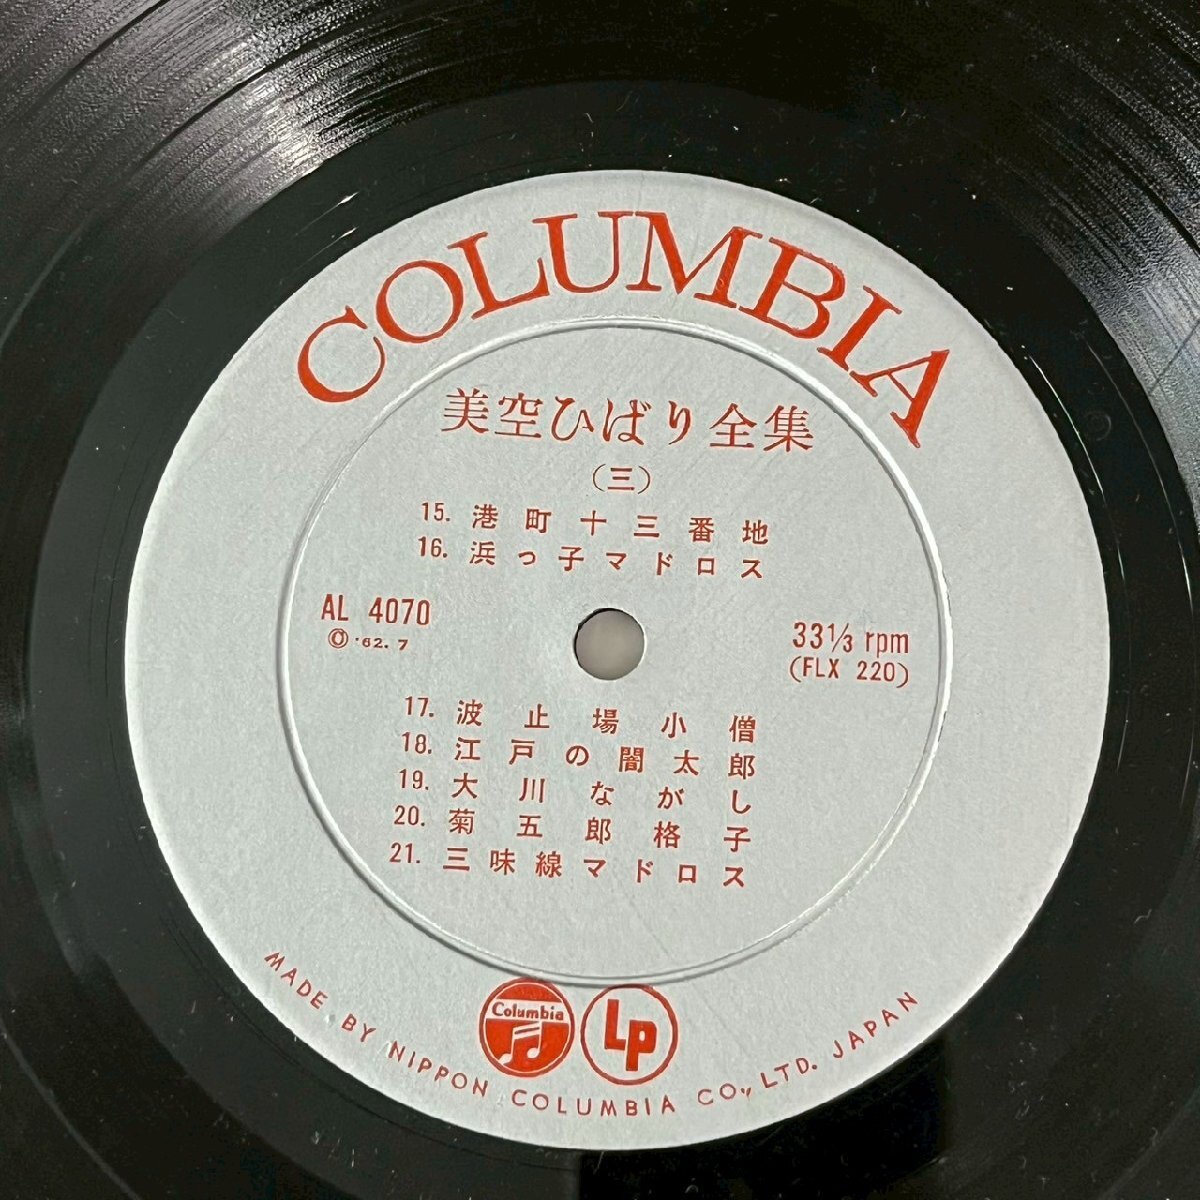 COLUMBIA
美空ひばり全集
(三)
15. 港町十三番地
16. 浜っ子マドロス
AL 4070
Ⓞ '62. 7
33⅓ rpm
(FLX 220)
17. 波止場小僧
18. 江戸の闇太郎
19. 大川ながし
20. 菊五郎格子
21. 三味線マドロス
Columbia
LP
MADE BY NIPPON COLUMBIA CO., LTD. JAPAN